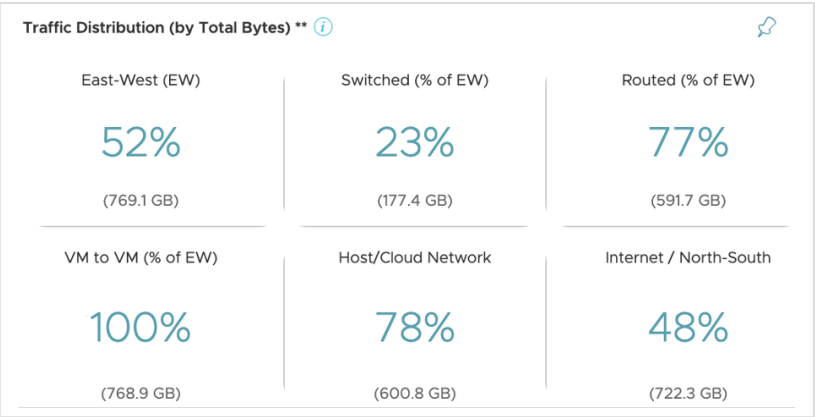 Traffic Distribution (by Total Bytes) ** i
East-West (EW)
52%
(769.1 GB)
Switched (% of EW)
23%
(177.4 GB)
Routed (% of EW)
77%
(591.7 GB)
VM to VM (% of EW)
100%
(768.9 GB)
Host/Cloud Network
78%
(600.8 GB)
Internet / North-South
48%
(722.3 GB)